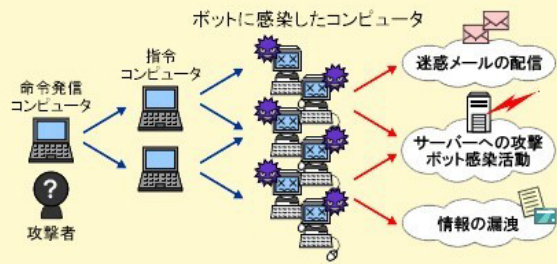 ボットに感染したコンピュータ
指令
コンピュータ
命令発信
コンピュータ
攻撃者
迷惑メールの配信
サーバーへの攻撃
ボット感染活動
情報の漏洩